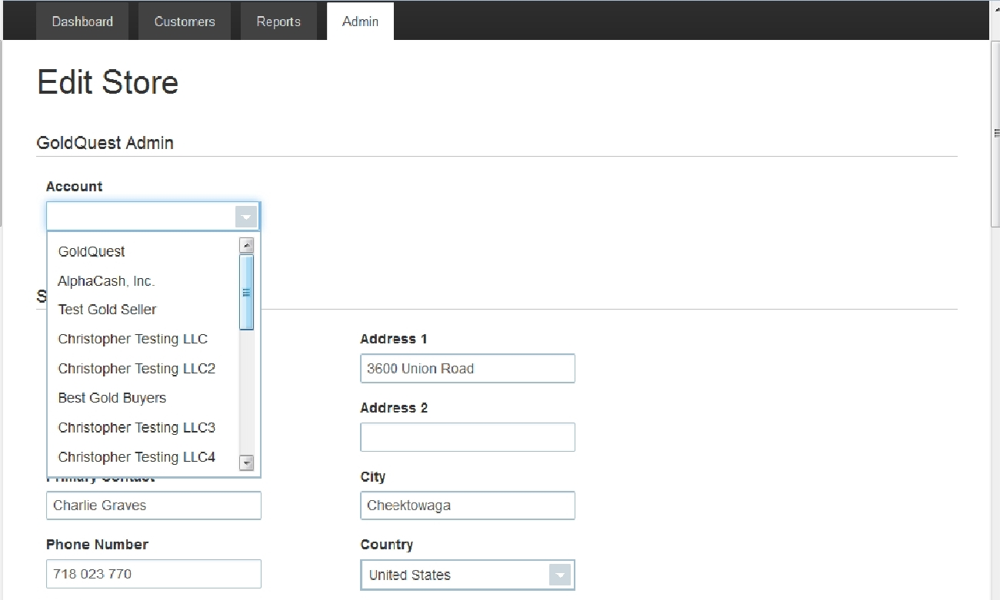 Dashboard
Customers
Reports
Admin
Edit Store
GoldQuest Admin
Account
GoldQuest
AlphaCash, Inc.
Test Gold Seller
Christopher Testing LLC
Christopher Testing LLC2
Best Gold Buyers
Christopher Testing LLC3
Christopher Testing LLC4
Primary Contact
Charlie Graves
Phone Number
718 023 770
Address 1
3600 Union Road
Address 2
City
Cheektowaga
Country
United States